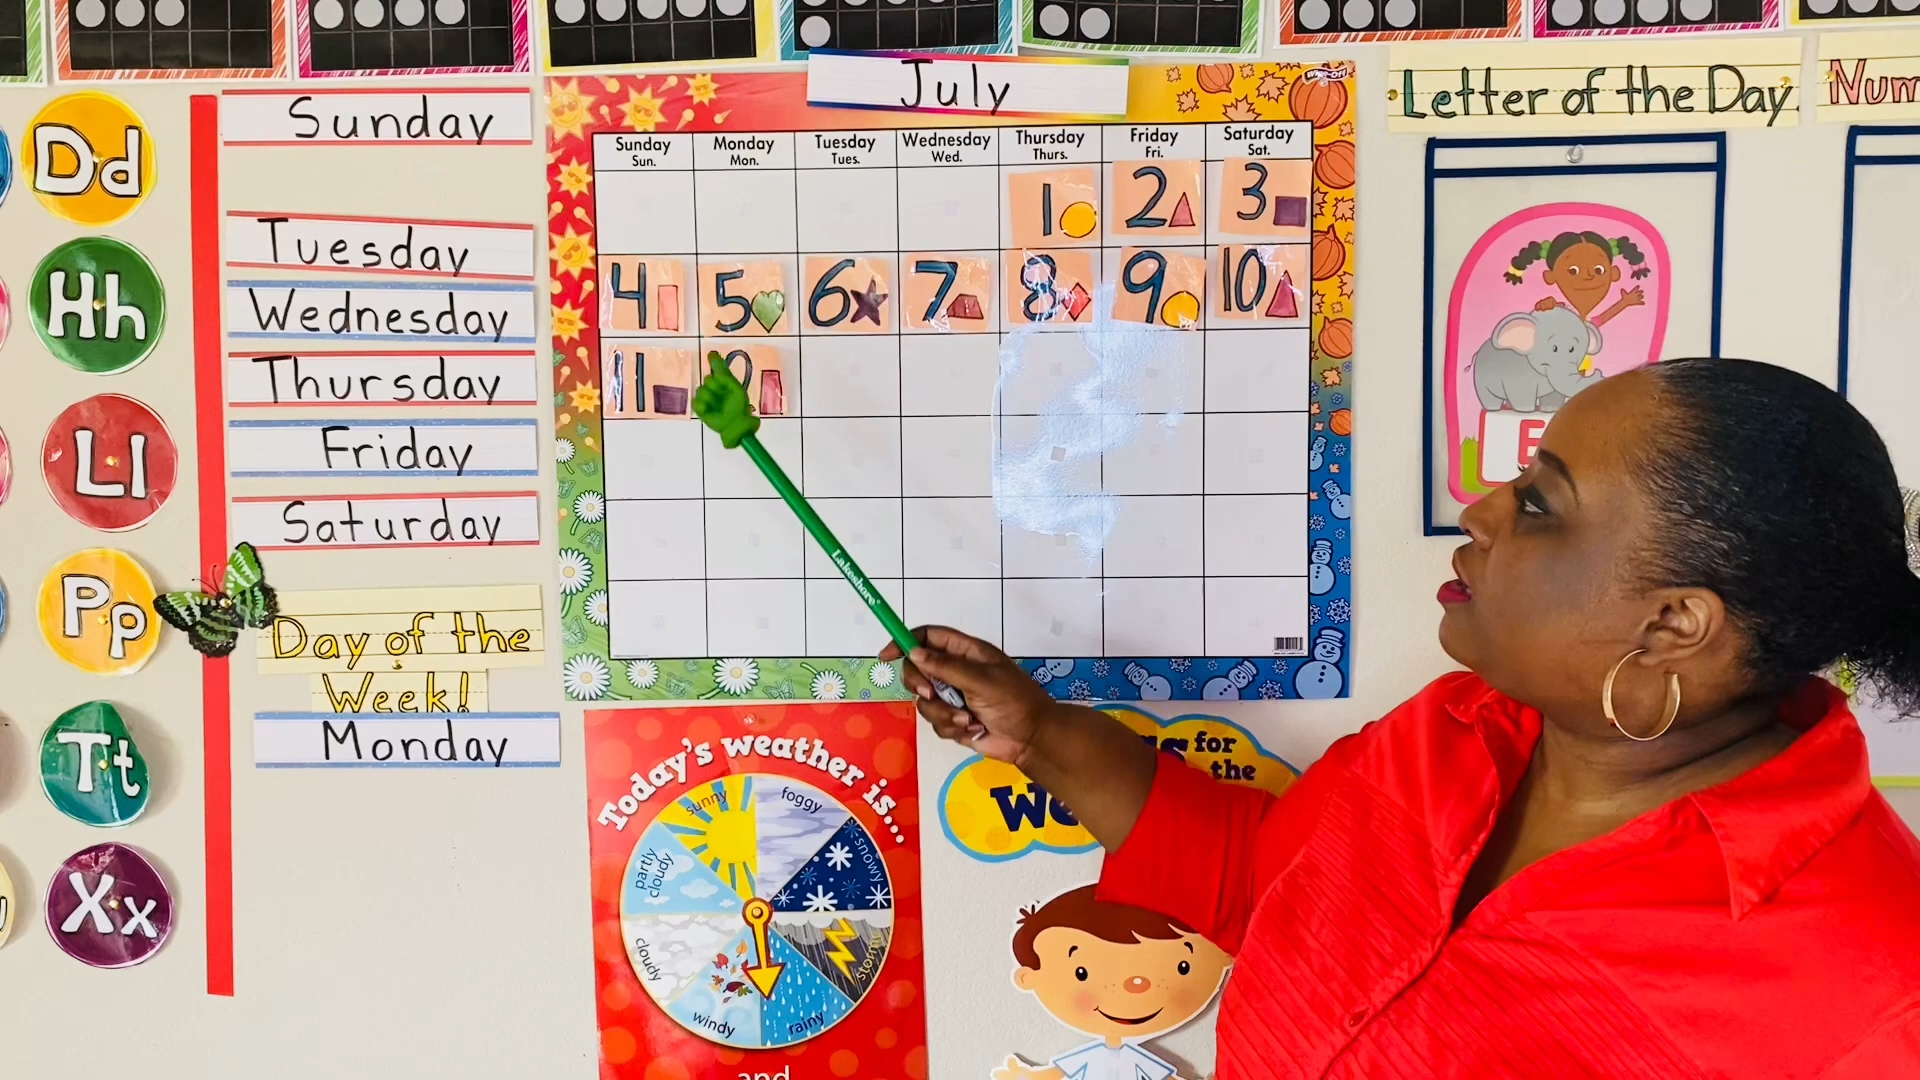 July
Letter of the Day
Sunday
Tuesday
Wednesday
Thursday
Friday
Saturday
Day of the
Week!
Monday
Dd
Hh
Ll
Pp
Tt
Xx
Sunday Monday Tuesday Wednesday Thursday Friday Saturday
Sun. Mon. Tues. Wed. Thurs. Fri. Sat.
1 2 3
4 5 6 7 8 9 10
11
Lakeshore
Today's weather is...
sunny
foggy
snowy
stormy
rainy
windy
cloudy
partly
cloudy
and
for
the
E